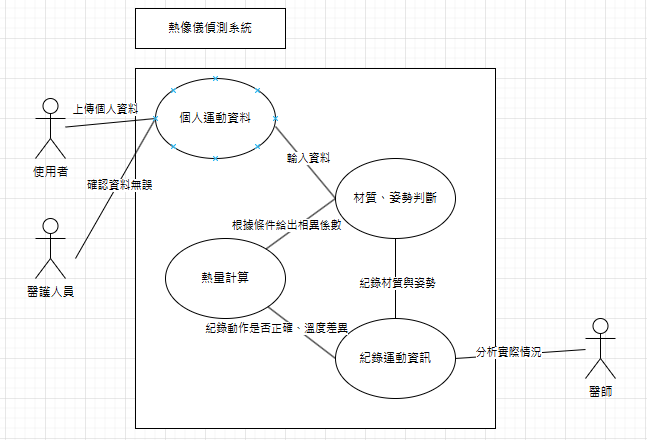 熱像儀偵測系統
上傳個人資料
個人運動資料
使用者
輸入資料
確認資料無誤
材質、姿勢判斷
根據條件給出相異係數
醫護人員
熱量計算
紀錄材質與姿勢
紀錄動作是否正確、溫度差異
紀錄運動資訊
分析實際情況
醫師